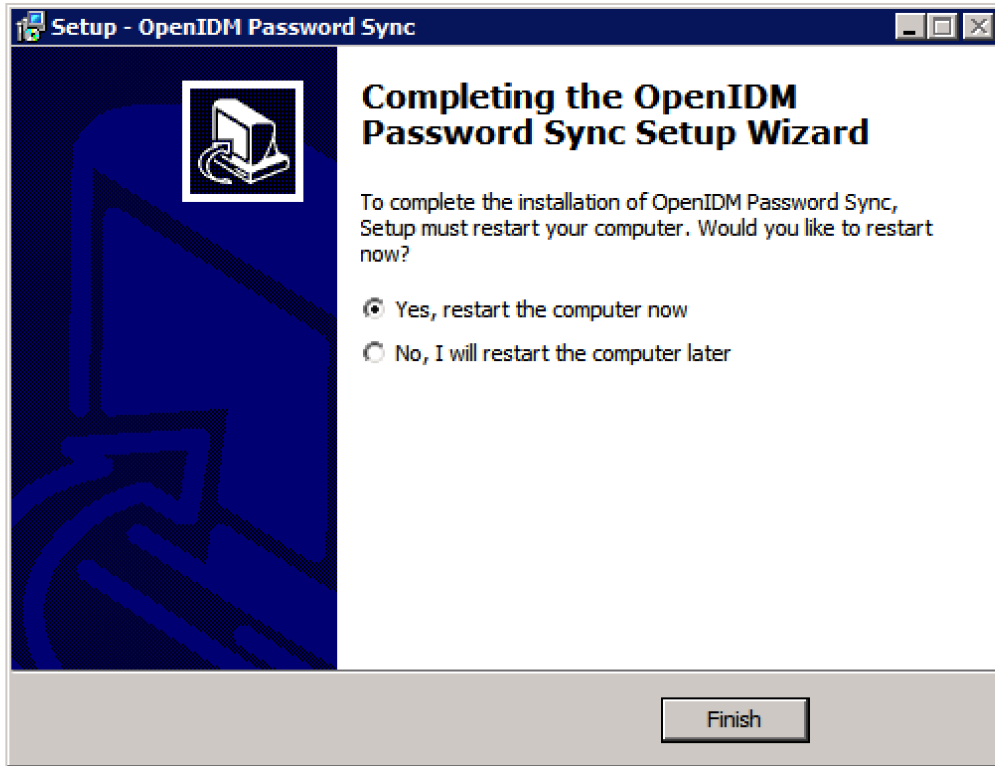 Setup - OpenIDM Password Sync
Completing the OpenIDM
Password Sync Setup Wizard
To complete the installation of OpenIDM Password Sync,
Setup must restart your computer. Would you like to restart
now?
Yes, restart the computer now
No, I will restart the computer later
Finish